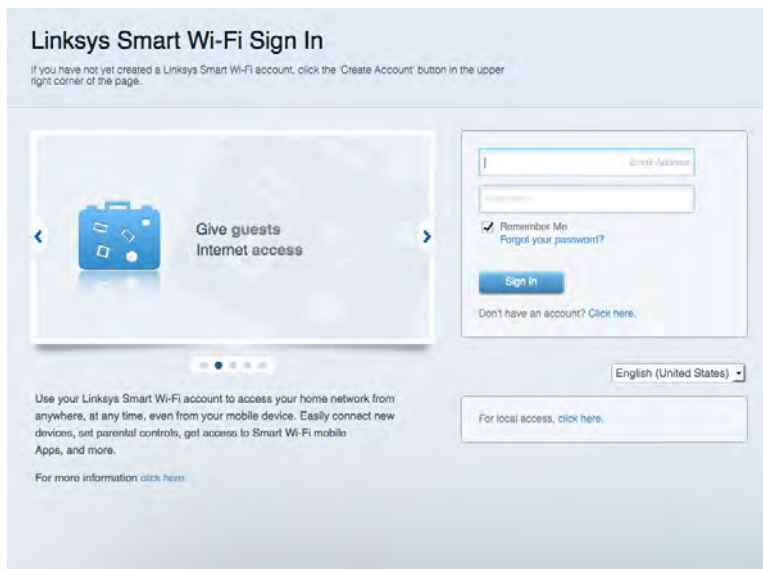 Linksys Smart Wi-Fi Sign In
If you have not yet created a Linksys Smart Wi-Fi account, click the 'Create Account' button in the upper
right corner of the page.
Give guests
Internet access
Email Address
Remember Me
Forgot your password?
Sign In
Don't have an account? Click here.
English (United States)
Use your Linksys Smart Wi-Fi account to access your home network from
anywhere, at any time, even from your mobile device. Easily connect new
devices, set parental controls, get access to Smart Wi-Fi mobile
Apps, and more.
For more information click here
For local access, click here.